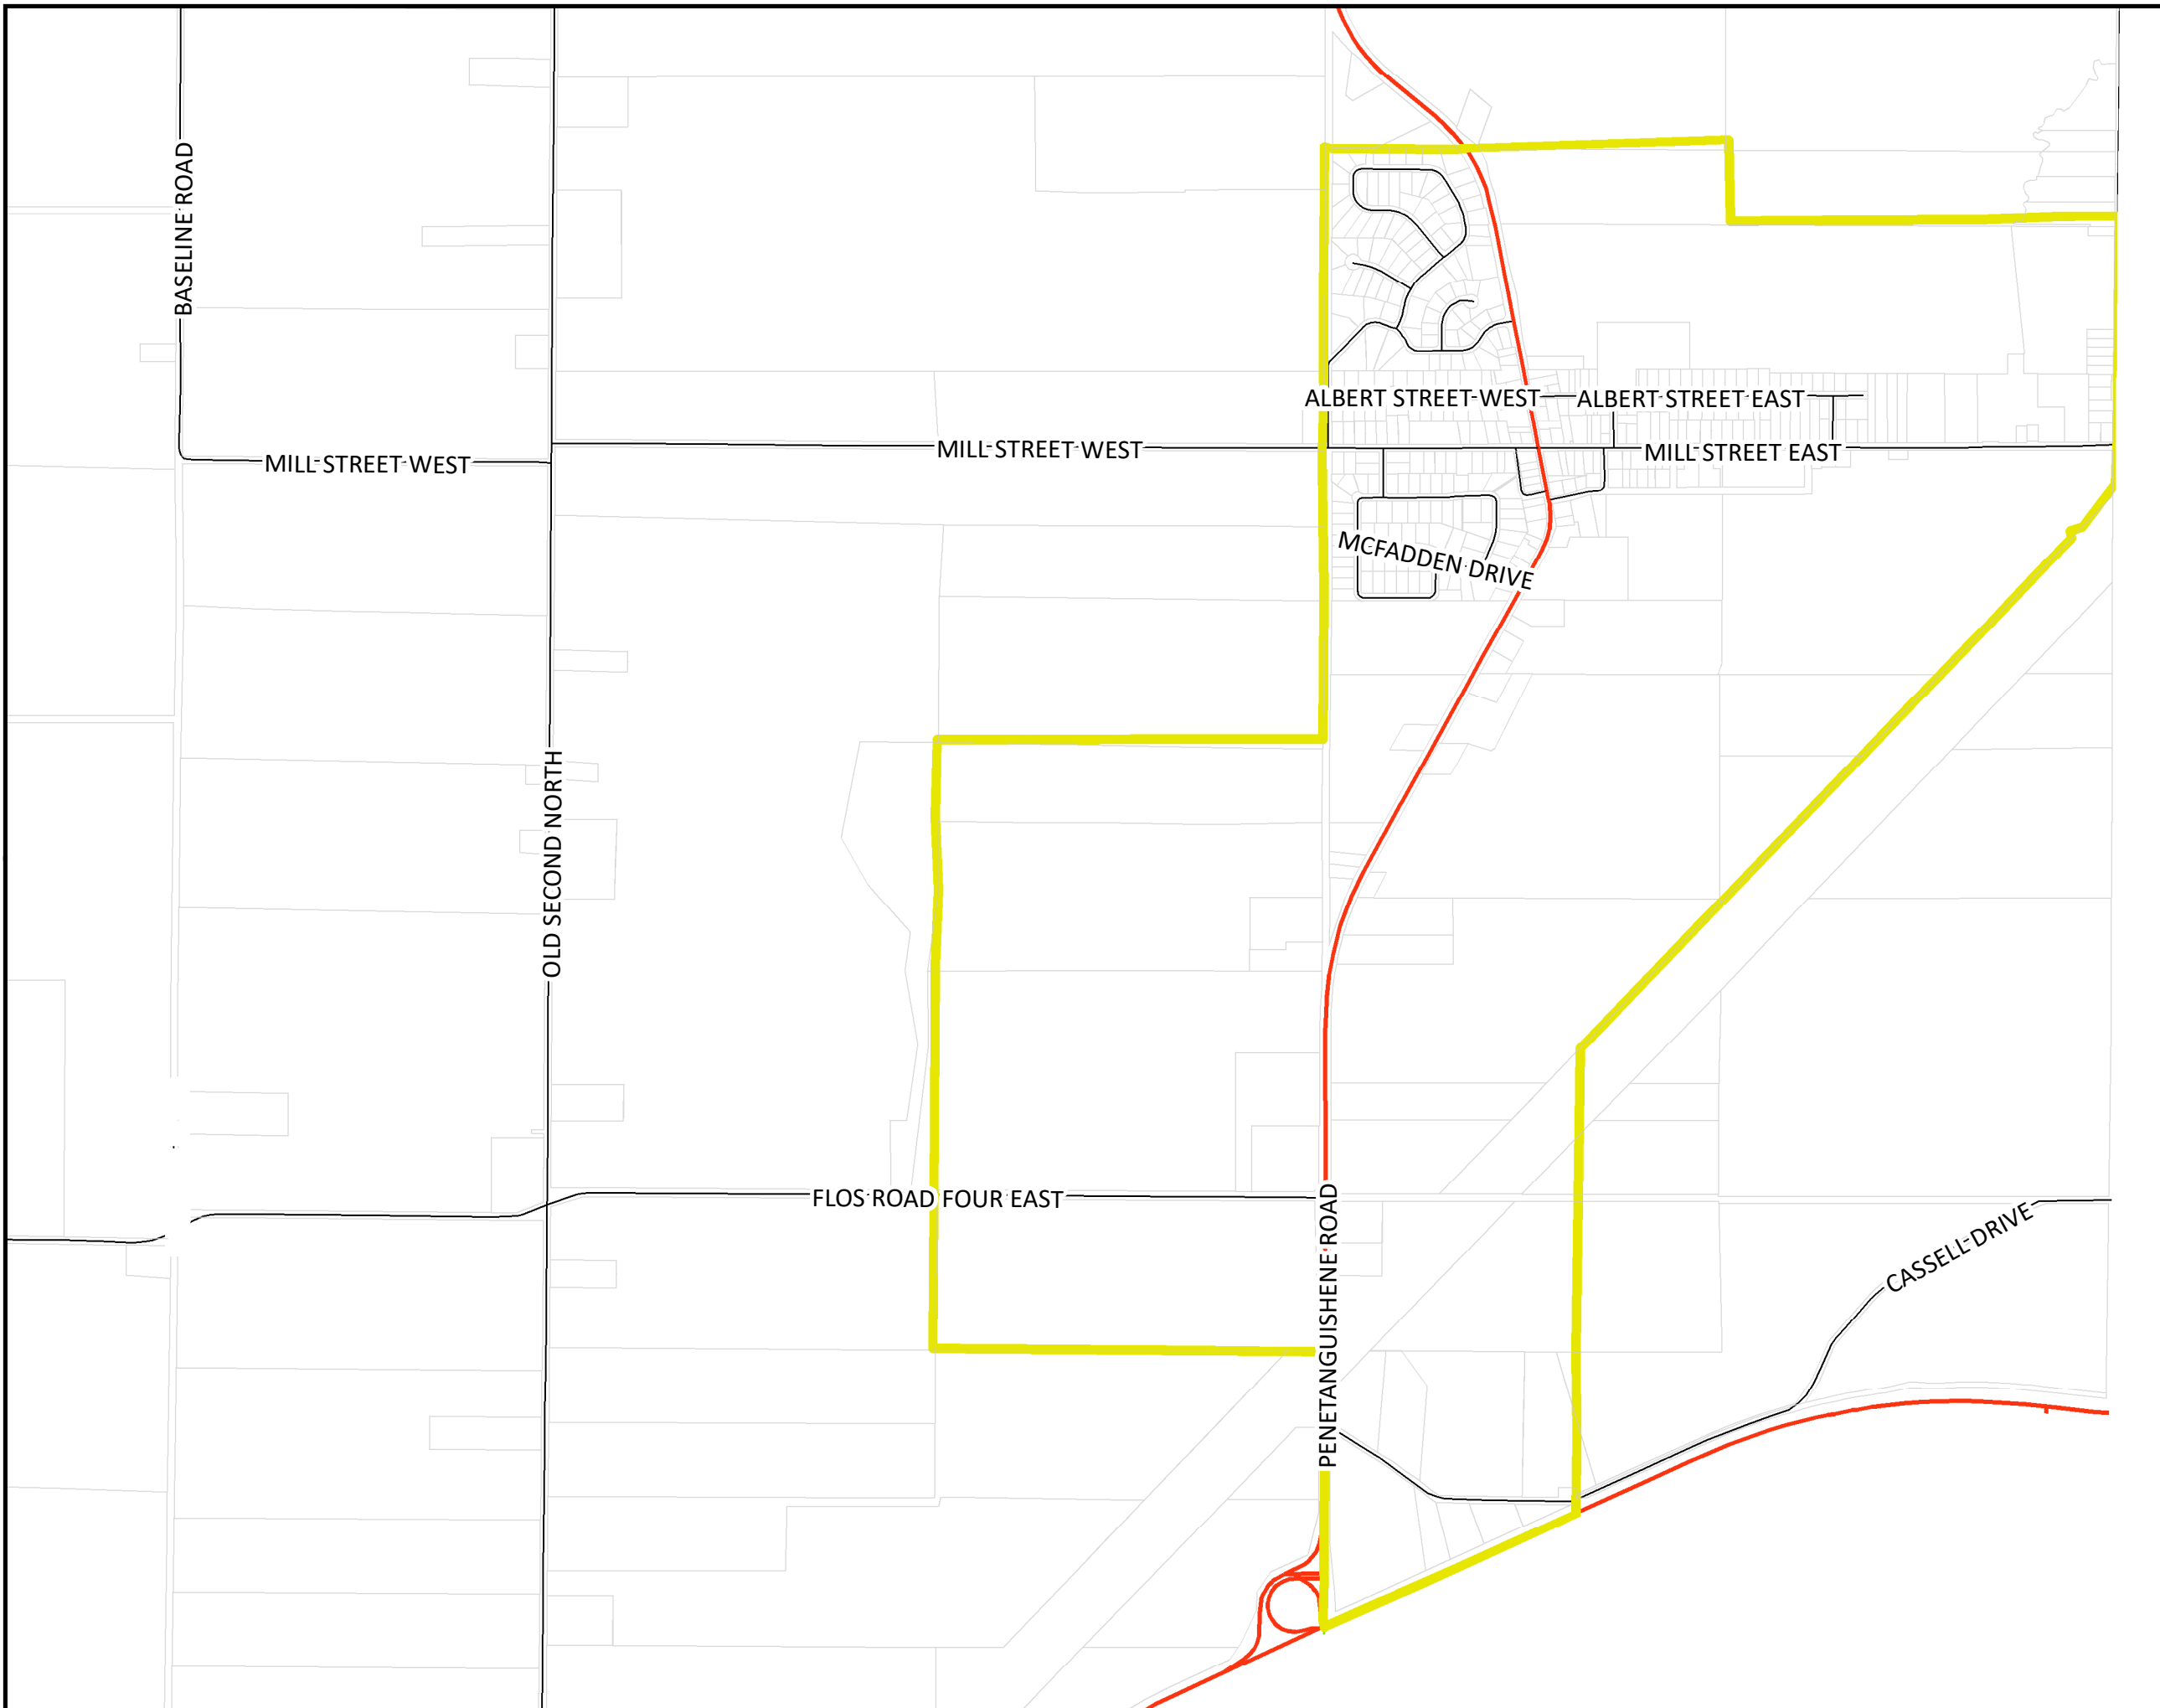 BASELINE ROAD
ALBERT STREET WEST
ALBERT STREET EAST
MILL STREET WEST
MILL STREET WEST
MILL STREET EAST
MCFADDEN DRIVE
OLD SECOND NORTH
FLOS ROAD FOUR EAST
PENETANGUISHENE ROAD
CASSELL DRIVE